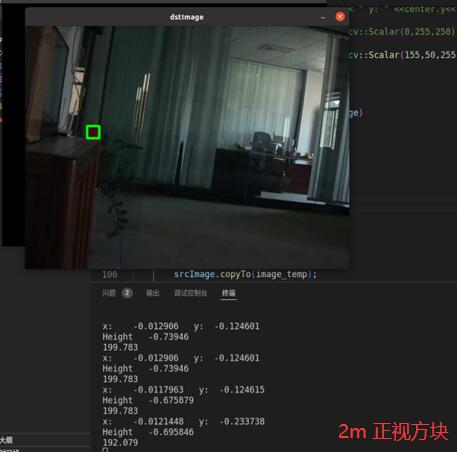 dstImage
<< " y: " <<center.y<<
cv::Scalar(0,255,250)
cv::Scalar(155,50,255
ge)
100 srcImage.copyTo(image_temp);
问题 2 输出 调试控制台 终端
x: -0.012906 y: -0.124601
Height -0.73946
199.783
x: -0.012906 y: -0.124601
Height -0.73946
199.783
x: -0.0117963 y: -0.124615
Height -0.675879
199.783
x: -0.0121448 y: -0.233738
Height -0.695846
192.079
大纲
2m 正视方块